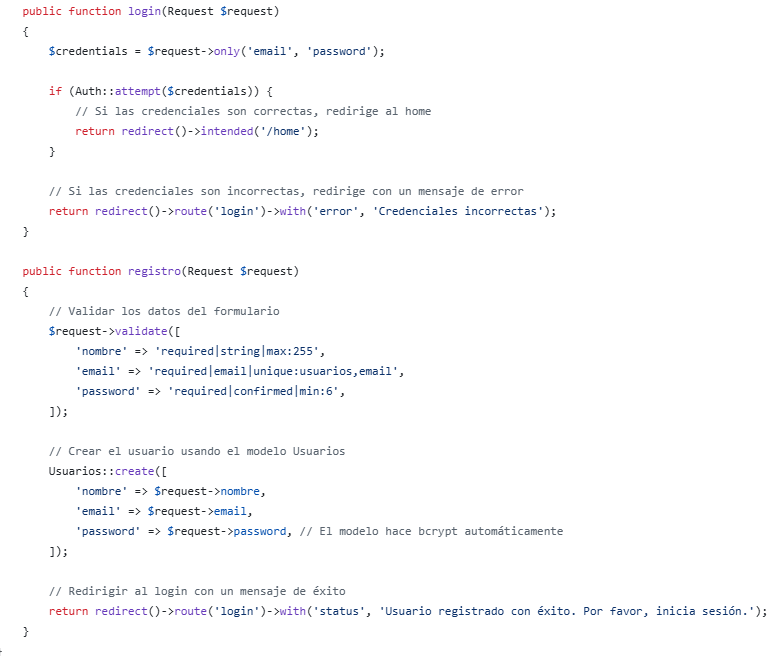 public function login(Request $request)
{
    $credentials = $request->only('email', 'password');

    if (Auth::attempt($credentials)) {
        // Si las credenciales son correctas, redirige al home
        return redirect()->intended('/home');
    }

    // Si las credenciales son incorrectas, redirige con un mensaje de error
    return redirect()->route('login')->with('error', 'Credenciales incorrectas');
}

public function registro(Request $request)
{
    // Validar los datos del formulario
    $request->validate([
        'nombre' => 'required|string|max:255',
        'email' => 'required|email|unique:usuarios,email',
        'password' => 'required|confirmed|min:6',
    ]);

    // Crear el usuario usando el modelo Usuarios
    Usuarios::create([
        'nombre' => $request->nombre,
        'email' => $request->email,
        'password' => $request->password, // El modelo hace bcrypt automáticamente
    ]);

    // Redirigir al login con un mensaje de éxito
    return redirect()->route('login')->with('status', 'Usuario registrado con éxito. Por favor, inicia sesión.');
}